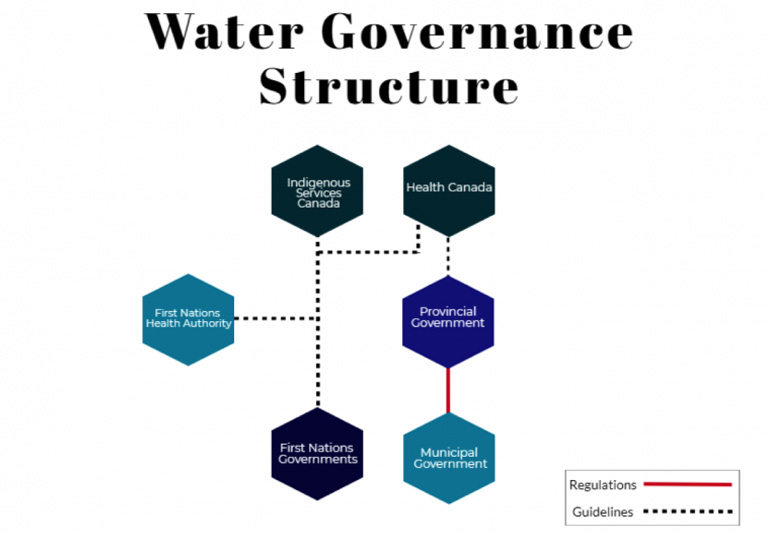 Water Governance
Structure
Indigenous
Services
Canada
Health Canada
First Nations
Health Authority
Provincial
Government
First Nations
Governments
Municipal
Government
Regulations
Guidelines